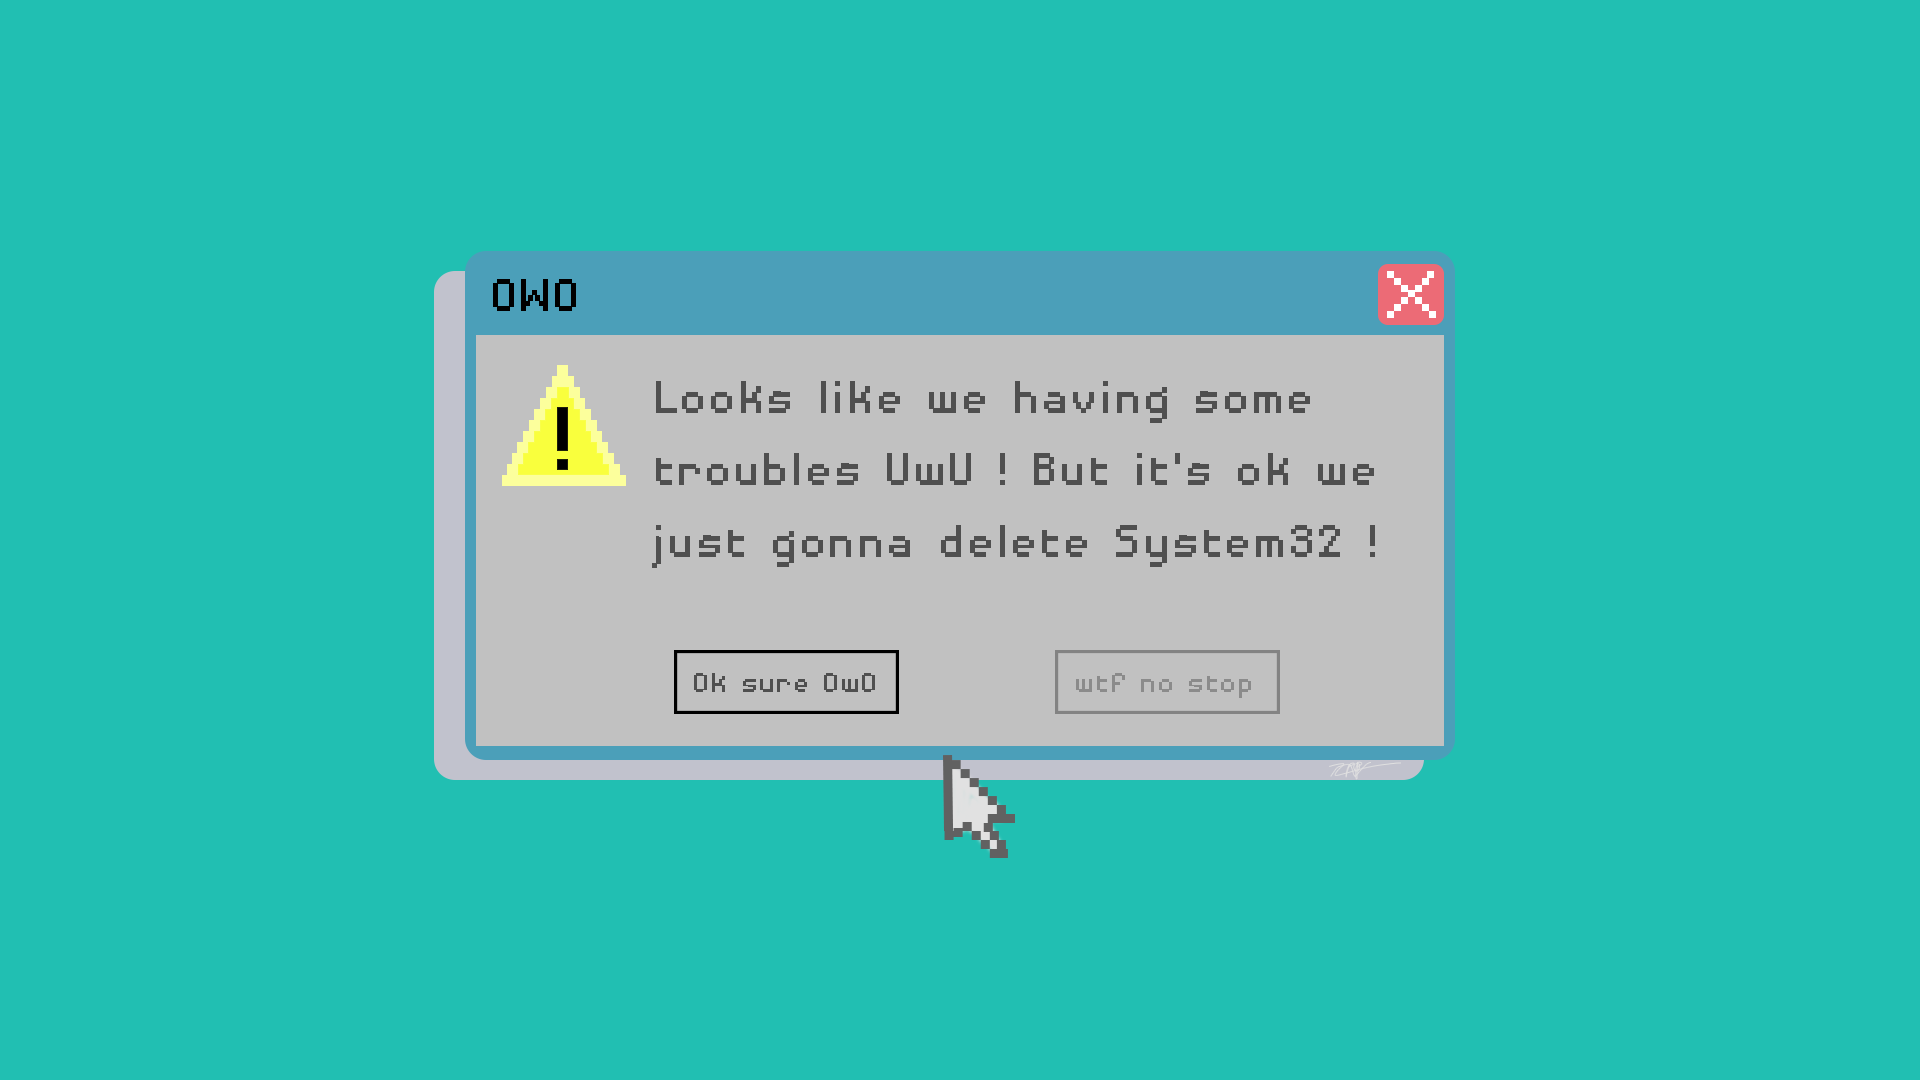 OWO
Looks like we having some
troubles UwU ! But it's ok we
just gonna delete System32 !
Ok sure OwO
wtf no stop